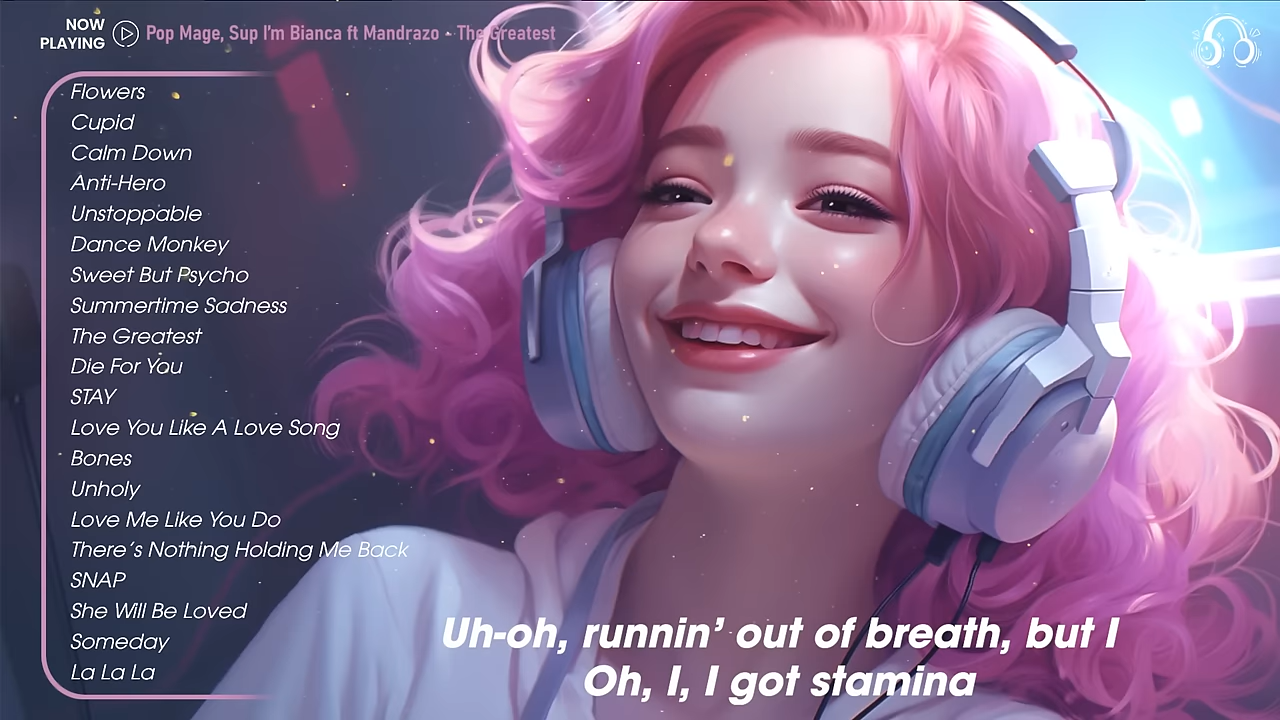 NOW
PLAYING
Pop Mage, Sup I'm Bianca ft Mandrazo - The Greatest
Flowers
Cupid
Calm Down
Anti-Hero
Unstoppable
Dance Monkey
Sweet But Psycho
Summertime Sadness
The Greatest
Die For You
STAY
Love You Like A Love Song
Bones
Unholy
Love Me Like You Do
There's Nothing Holding Me Back
SNAP
She Will Be Loved
Someday
La La La
Uh-oh, runnin' out of breath, but I
Oh, I, I got stamina